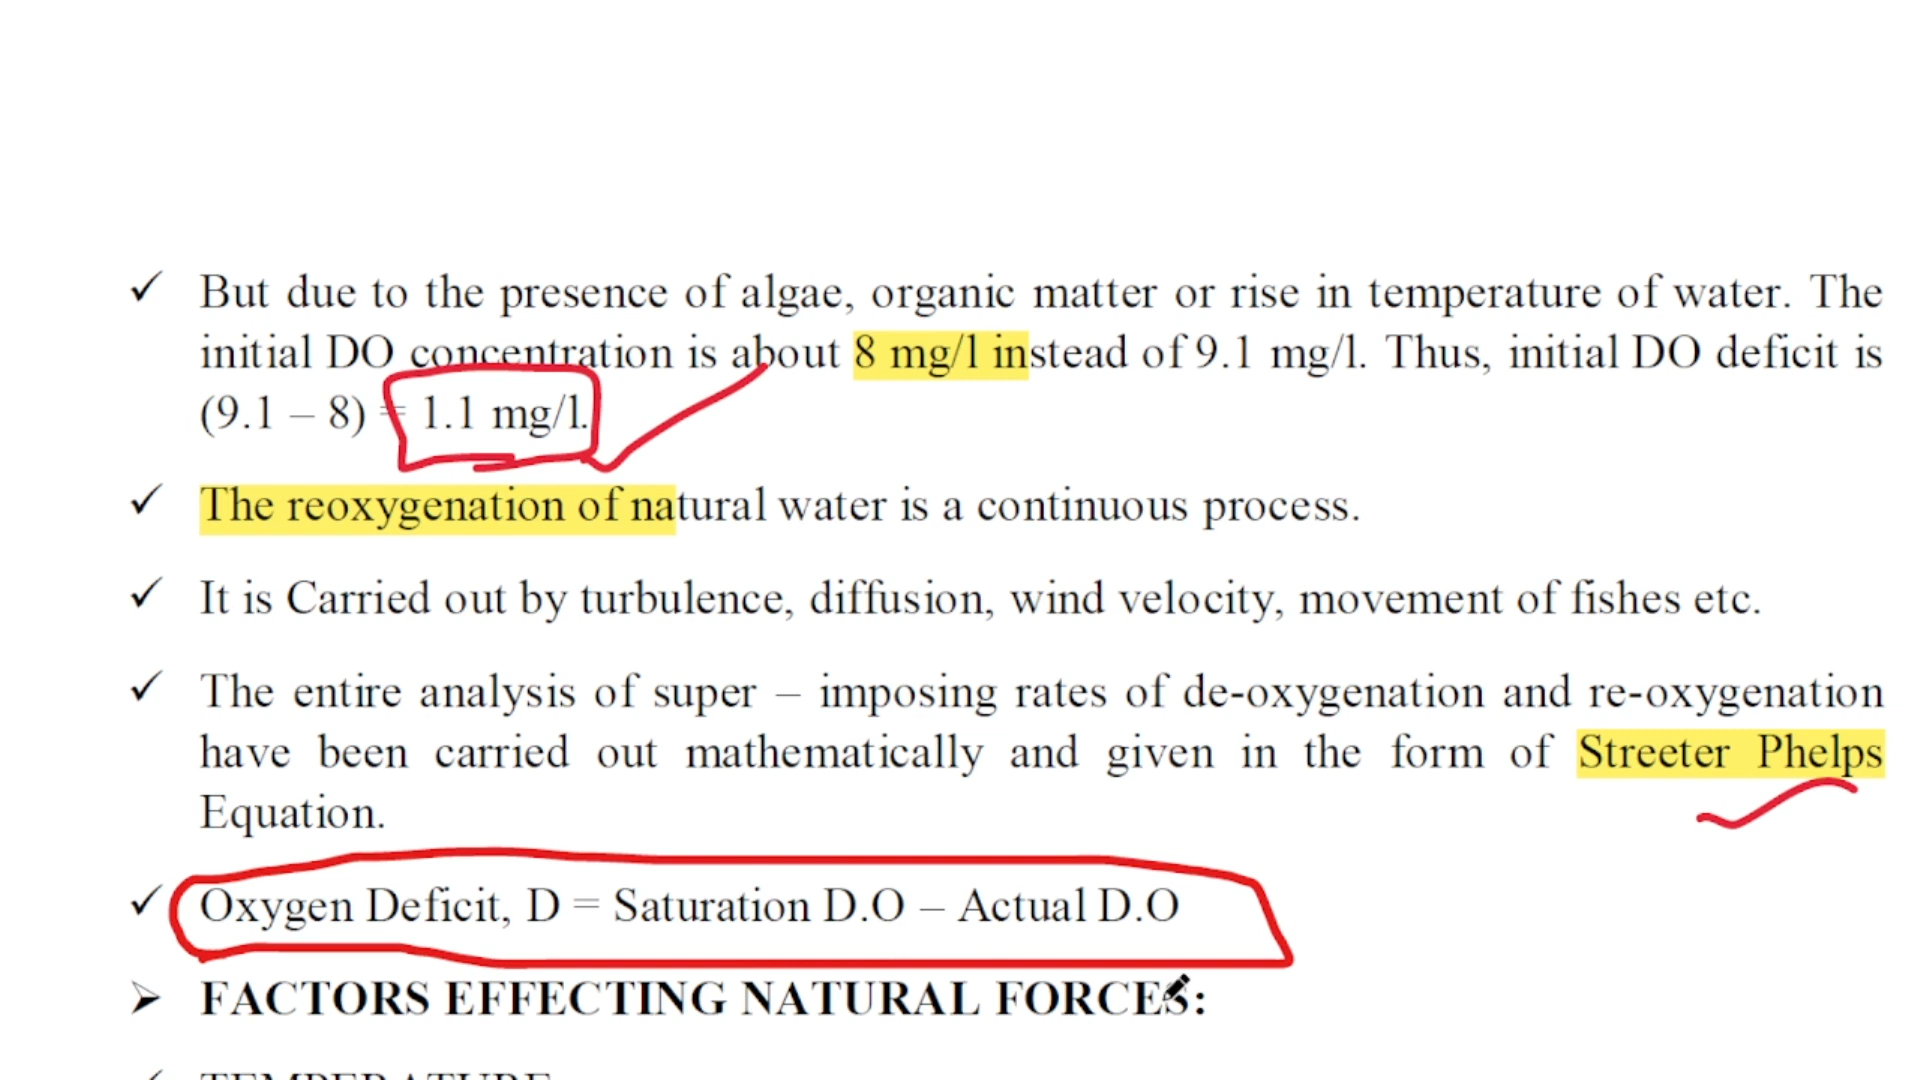 ✓ But due to the presence of algae, organic matter or rise in temperature of water. The
initial DO concentration is about 8 mg/l instead of 9.1 mg/l. Thus, initial DO deficit is
(9.1 – 8) = 1.1 mg/l.
✓ The reoxygenation of natural water is a continuous process.
✓ It is Carried out by turbulence, diffusion, wind velocity, movement of fishes etc.
✓ The entire analysis of super – imposing rates of de-oxygenation and re-oxygenation
have been carried out mathematically and given in the form of Streeter Phelps
Equation.
✓ Oxygen Deficit, D = Saturation D.O – Actual D.O
➢ FACTORS EFFECTING NATURAL FORCES:
✓ TEMPERATURE